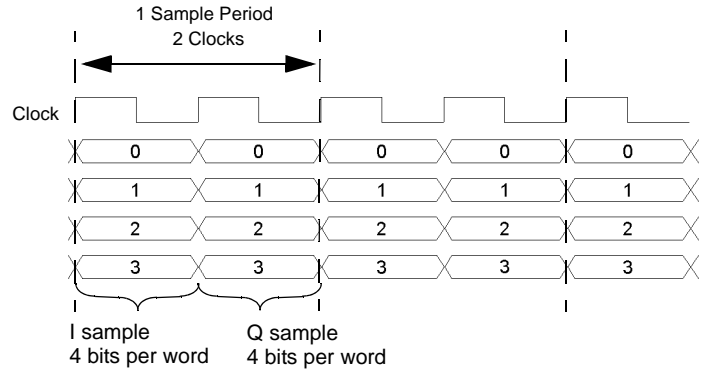 1 Sample Period
2 Clocks
Clock
0 0 0 0 0
1 1 1 1 1
2 2 2 2 2
3 3 3 3 3
I sample
4 bits per word
Q sample
4 bits per word